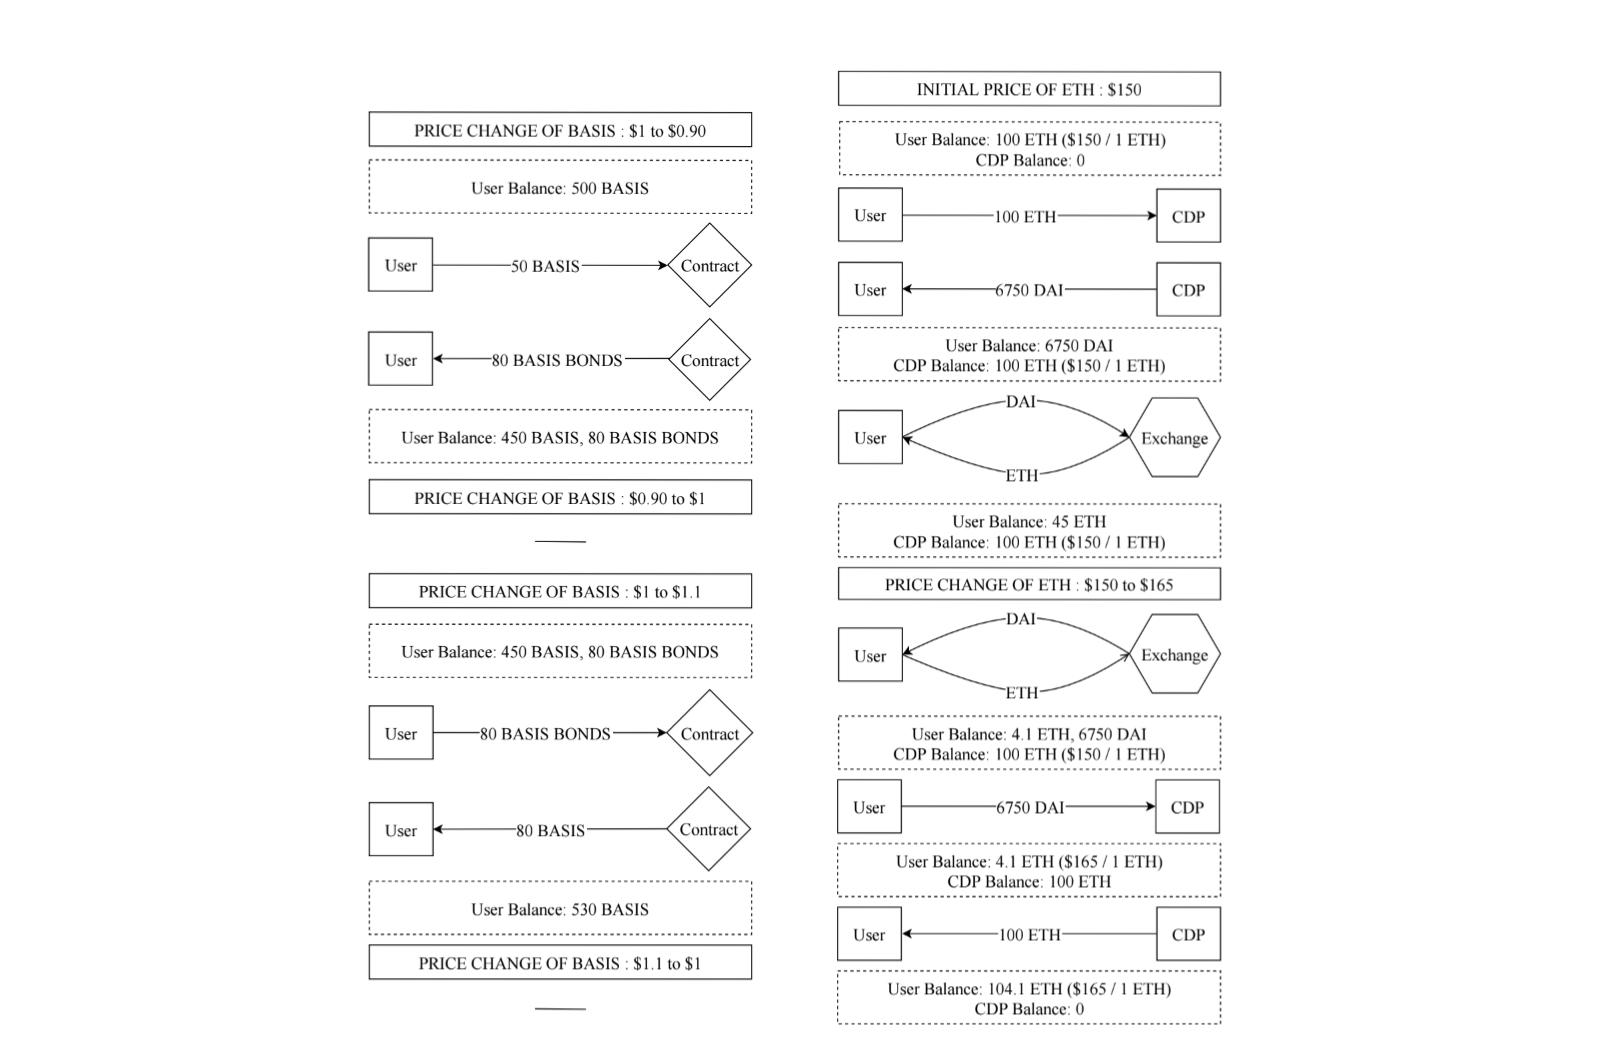 PRICE CHANGE OF BASIS : $1 to $0.90
User Balance: 500 BASIS
User
50 BASIS
Contract
User
80 BASIS BONDS
Contract
User Balance: 450 BASIS, 80 BASIS BONDS
PRICE CHANGE OF BASIS : $0.90 to $1
PRICE CHANGE OF BASIS : $1 to $1.1
User Balance: 450 BASIS, 80 BASIS BONDS
User
80 BASIS BONDS
Contract
User
80 BASIS
Contract
User Balance: 530 BASIS
PRICE CHANGE OF BASIS : $1.1 to $1
INITIAL PRICE OF ETH : $150
User Balance: 100 ETH ($150 / 1 ETH)
CDP Balance: 0
User
100 ETH
CDP
User
6750 DAI
CDP
User Balance: 6750 DAI
CDP Balance: 100 ETH ($150 / 1 ETH)
DAI
User
Exchange
ETH
User Balance: 45 ETH
CDP Balance: 100 ETH ($150 / 1 ETH)
PRICE CHANGE OF ETH : $150 to $165
DAI
User
Exchange
ETH
User Balance: 4.1 ETH, 6750 DAI
CDP Balance: 100 ETH ($150 / 1 ETH)
User
6750 DAI
CDP
User Balance: 4.1 ETH ($165 / 1 ETH)
CDP Balance: 100 ETH
User
100 ETH
CDP
User Balance: 104.1 ETH ($165 / 1 ETH)
CDP Balance: 0